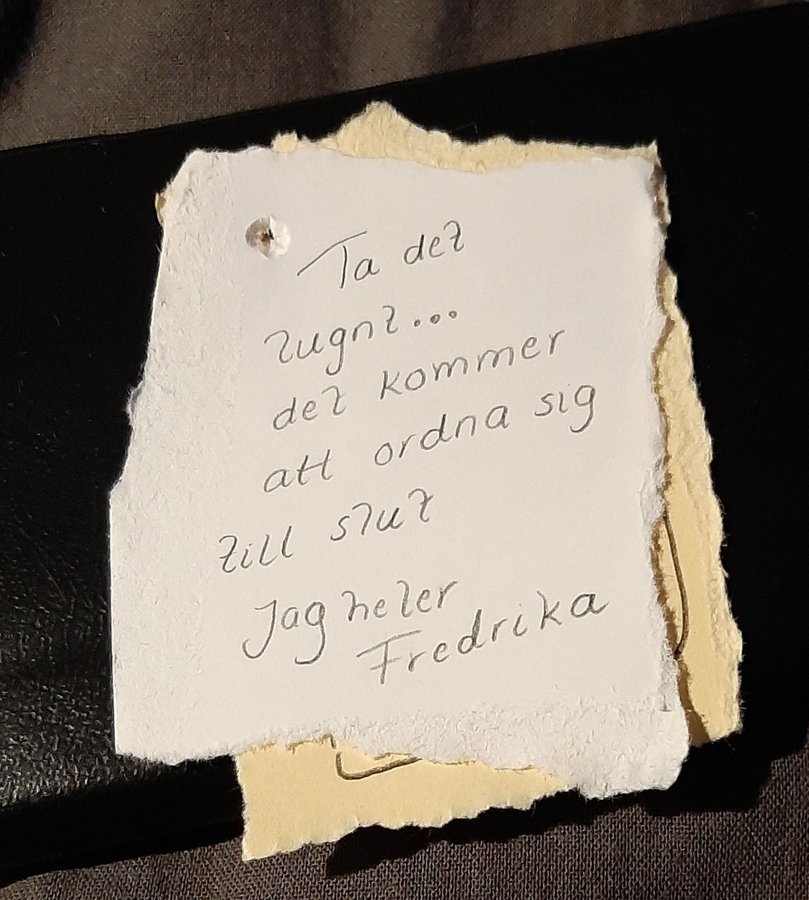 Ta det
lugnt...
det kommer
att ordna sig
till slut
Jag heter
Fredrika